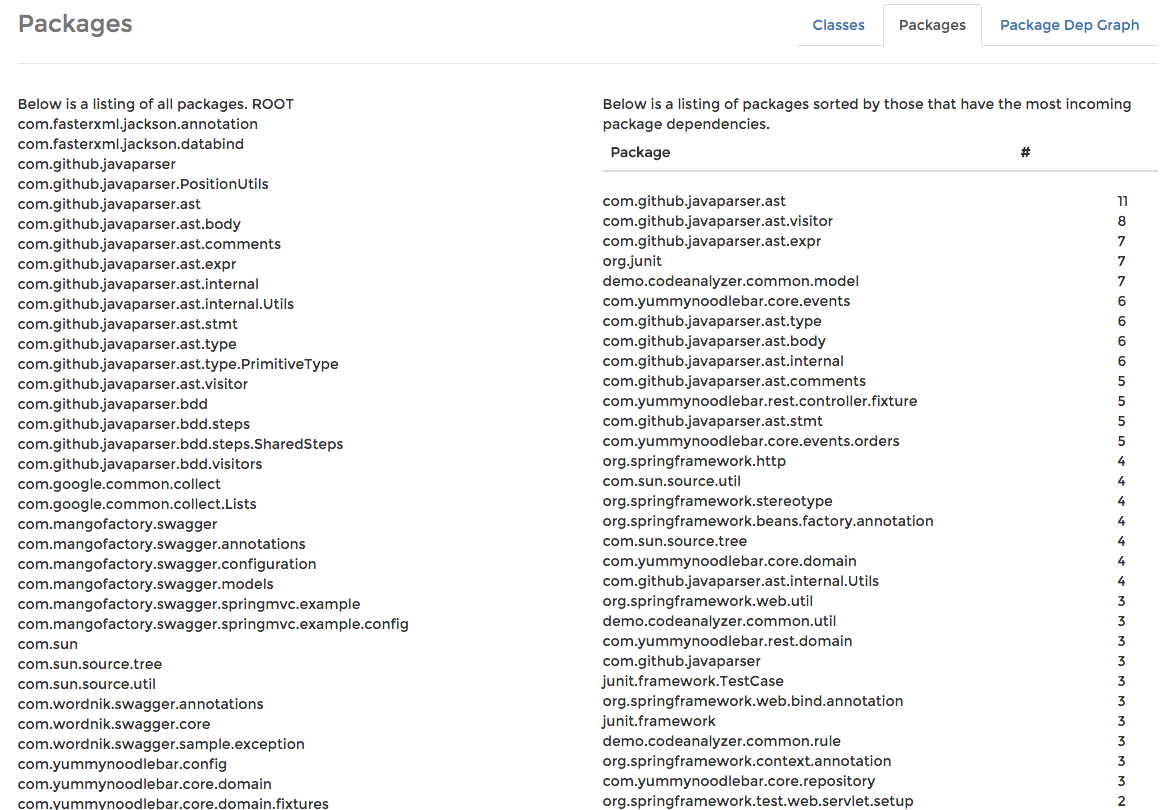 Packages
Classes
Packages
Package Dep Graph
Below is a listing of all packages. ROOT
com.fasterxml.jackson.annotation
com.fasterxml.jackson.databind
com.github.javaparser
com.github.javaparser.PositionUtils
com.github.javaparser.ast
com.github.javaparser.ast.body
com.github.javaparser.ast.comments
com.github.javaparser.ast.expr
com.github.javaparser.ast.internal
com.github.javaparser.ast.internal.Utils
com.github.javaparser.ast.stmt
com.github.javaparser.ast.type
com.github.javaparser.ast.type.PrimitiveType
com.github.javaparser.ast.visitor
com.github.javaparser.bdd
com.github.javaparser.bdd.steps
com.github.javaparser.bdd.steps.SharedSteps
com.github.javaparser.bdd.visitors
com.google.common.collect
com.google.common.collect.Lists
com.mangofactory.swagger
com.mangofactory.swagger.annotations
com.mangofactory.swagger.configuration
com.mangofactory.swagger.models
com.mangofactory.swagger.springmvc.example
com.mangofactory.swagger.springmvc.example.config
com.sun
com.sun.source.tree
com.sun.source.util
com.wordnik.swagger.annotations
com.wordnik.swagger.core
com.wordnik.swagger.sample.exception
com.yummynoodlebar.config
com.yummynoodlebar.core.domain
com.yummynoodlebar.core.domain.fixtures
Below is a listing of packages sorted by those that have the most incoming
package dependencies.
Package #
com.github.javaparser.ast 11
com.github.javaparser.ast.visitor 8
com.github.javaparser.ast.expr 7
org.junit 7
demo.codeanalyzer.common.model 7
com.yummynoodlebar.core.events 6
com.github.javaparser.ast.type 6
com.github.javaparser.ast.body 6
com.github.javaparser.ast.internal 6
com.github.javaparser.ast.comments 5
com.yummynoodlebar.rest.controller.fixture 5
com.github.javaparser.ast.stmt 5
com.yummynoodlebar.core.events.orders 5
org.springframework.http 4
com.sun.source.util 4
org.springframework.stereotype 4
org.springframework.beans.factory.annotation 4
com.sun.source.tree 4
com.yummynoodlebar.core.domain 4
com.github.javaparser.ast.internal.Utils 4
org.springframework.web.util 3
demo.codeanalyzer.common.util 3
com.yummynoodlebar.rest.domain 3
com.github.javaparser 3
junit.framework.TestCase 3
org.springframework.web.bind.annotation 3
junit.framework 3
demo.codeanalyzer.common.rule 3
org.springframework.context.annotation 3
com.yummynoodlebar.core.repository 3
org.springframework.test.web.servlet.setup 2